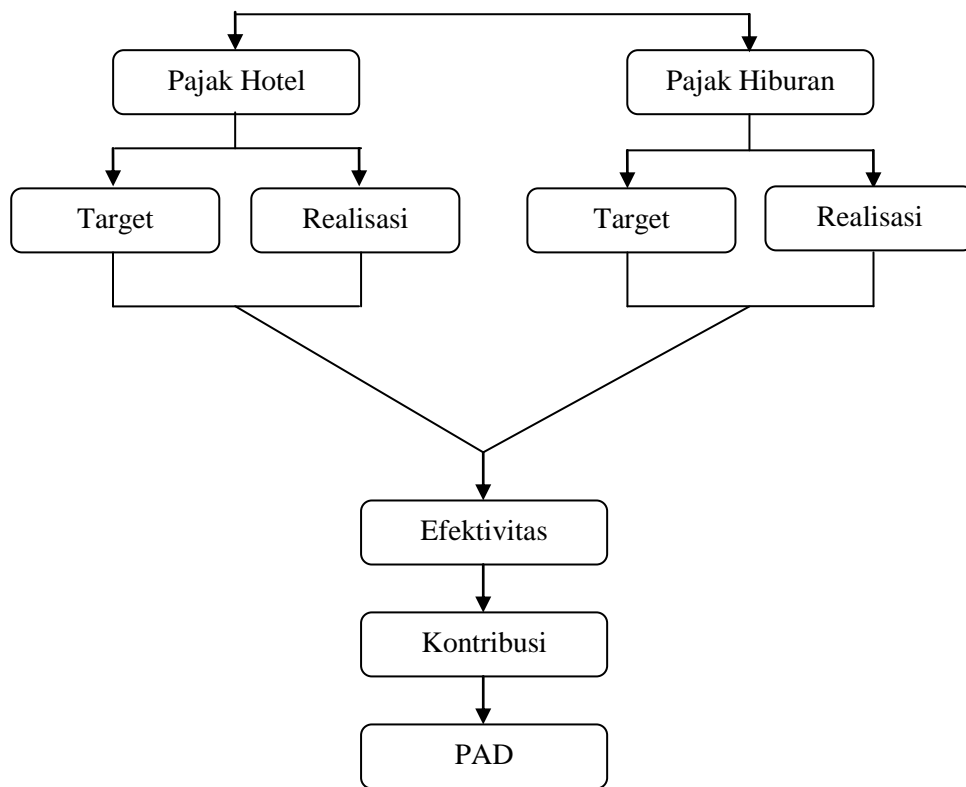 Pajak Hotel
Pajak Hiburan
Target
Realisasi
Target
Realisasi
Efektivitas
Kontribusi
PAD